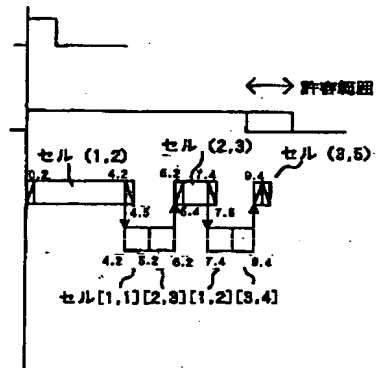 許容範囲
セル (1,2)
セル (2,3)
セル (3,5)
0.2 4.2 6.2 7.4 9.4
4.5 6.4 7.6
4.2 5.2 6.2 7.4 9.4
セル[1,1][2,3][1,2][3,4]